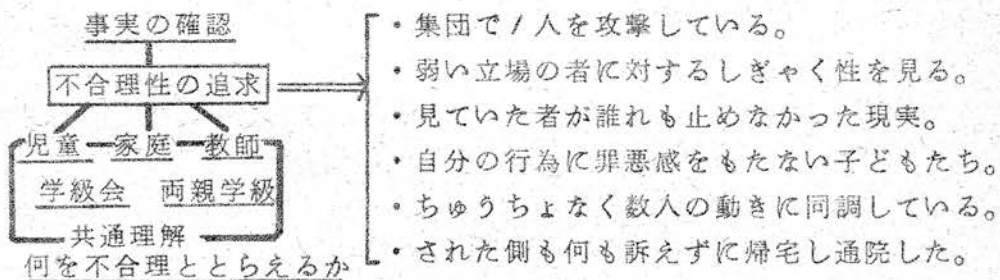 事実の確認
不合理性の追求
児童 家庭 教師
学級会 両親学級
共通理解
何を不合理ととらえるか
・集団で1人を攻撃している。
・弱い立場の者に対するしぎゃく性を見る。
・見ていた者が誰れも止めなかった現実。
・自分の行為に罪悪感をもたない子どもたち。
・ちゅうちょなく数人の動きに同調している。
・された側も何も訴えずに帰宅し通院した。